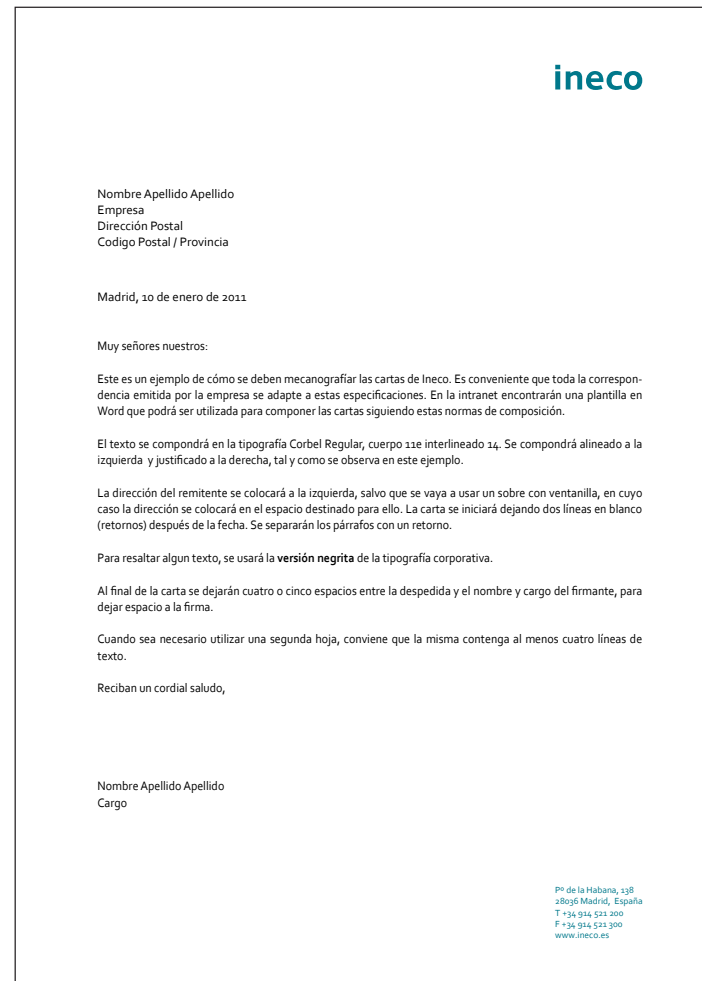 ineco
Nombre Apellido Apellido
Empresa
Dirección Postal
Codigo Postal / Provincia
Madrid, 10 de enero de 2011
Muy señores nuestros:
Este es un ejemplo de cómo se deben mecanografíar las cartas de Ineco. Es conveniente que toda la correspon-
dencia emitida por la empresa se adapte a estas especificaciones. En la intranet encontrarán una plantilla en
Word que podrá ser utilizada para componer las cartas siguiendo estas normas de composición.
El texto se compondrá en la tipografía Corbel Regular, cuerpo 11e interlineado 14. Se compondrá alineado a la
izquierda y justificado a la derecha, tal y como se observa en este ejemplo.
La dirección del remitente se colocará a la izquierda, salvo que se vaya a usar un sobre con ventanilla, en cuyo
caso la dirección se colocará en el espacio destinado para ello. La carta se iniciará dejando dos líneas en blanco
(retornos) después de la fecha. Se separarán los párrafos con un retorno.
Para resaltar algun texto, se usará la versión negrita de la tipografía corporativa.
Al final de la carta se dejarán cuatro o cinco espacios entre la despedida y el nombre y cargo del firmante, para
dejar espacio a la firma.
Cuando sea necesario utilizar una segunda hoja, conviene que la misma contenga al menos cuatro líneas de
texto.
Reciban un cordial saludo,
Nombre Apellido Apellido
Cargo
Pº de la Habana, 138
28036 Madrid, España
T +34 914 521 200
F +34 914 521 300
www.ineco.es